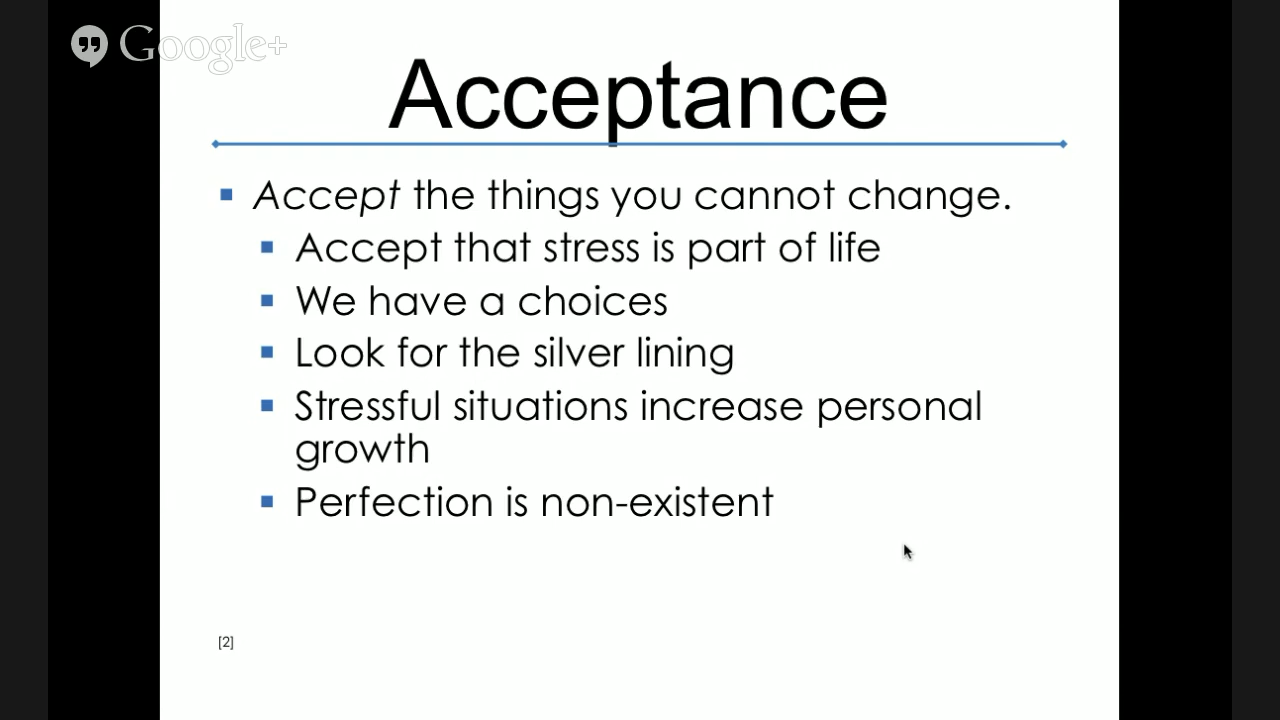 Google+
Acceptance
Accept the things you cannot change.
Accept that stress is part of life
We have a choices
Look for the silver lining
Stressful situations increase personal
growth
Perfection is non-existent
[2]